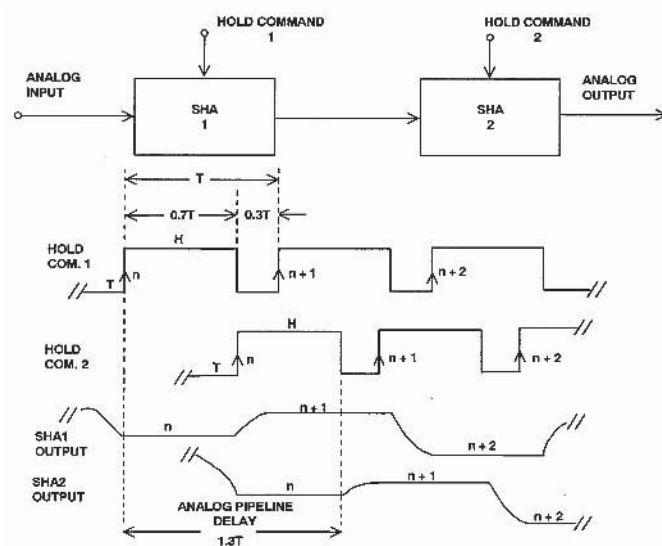 HOLD COMMAND
1
HOLD COMMAND
2
ANALOG
INPUT
SHA
1
SHA
2
ANALOG
OUTPUT
T
0.7T
0.3T
HOLD
COM. 1
T
n
H
n+1
n+2
HOLD
COM. 2
T
n
H
n+1
n+2
SHA1
OUTPUT
n
n+1
n+2
SHA2
OUTPUT
n
n+1
n+2
ANALOG PIPELINE
DELAY
1.3T